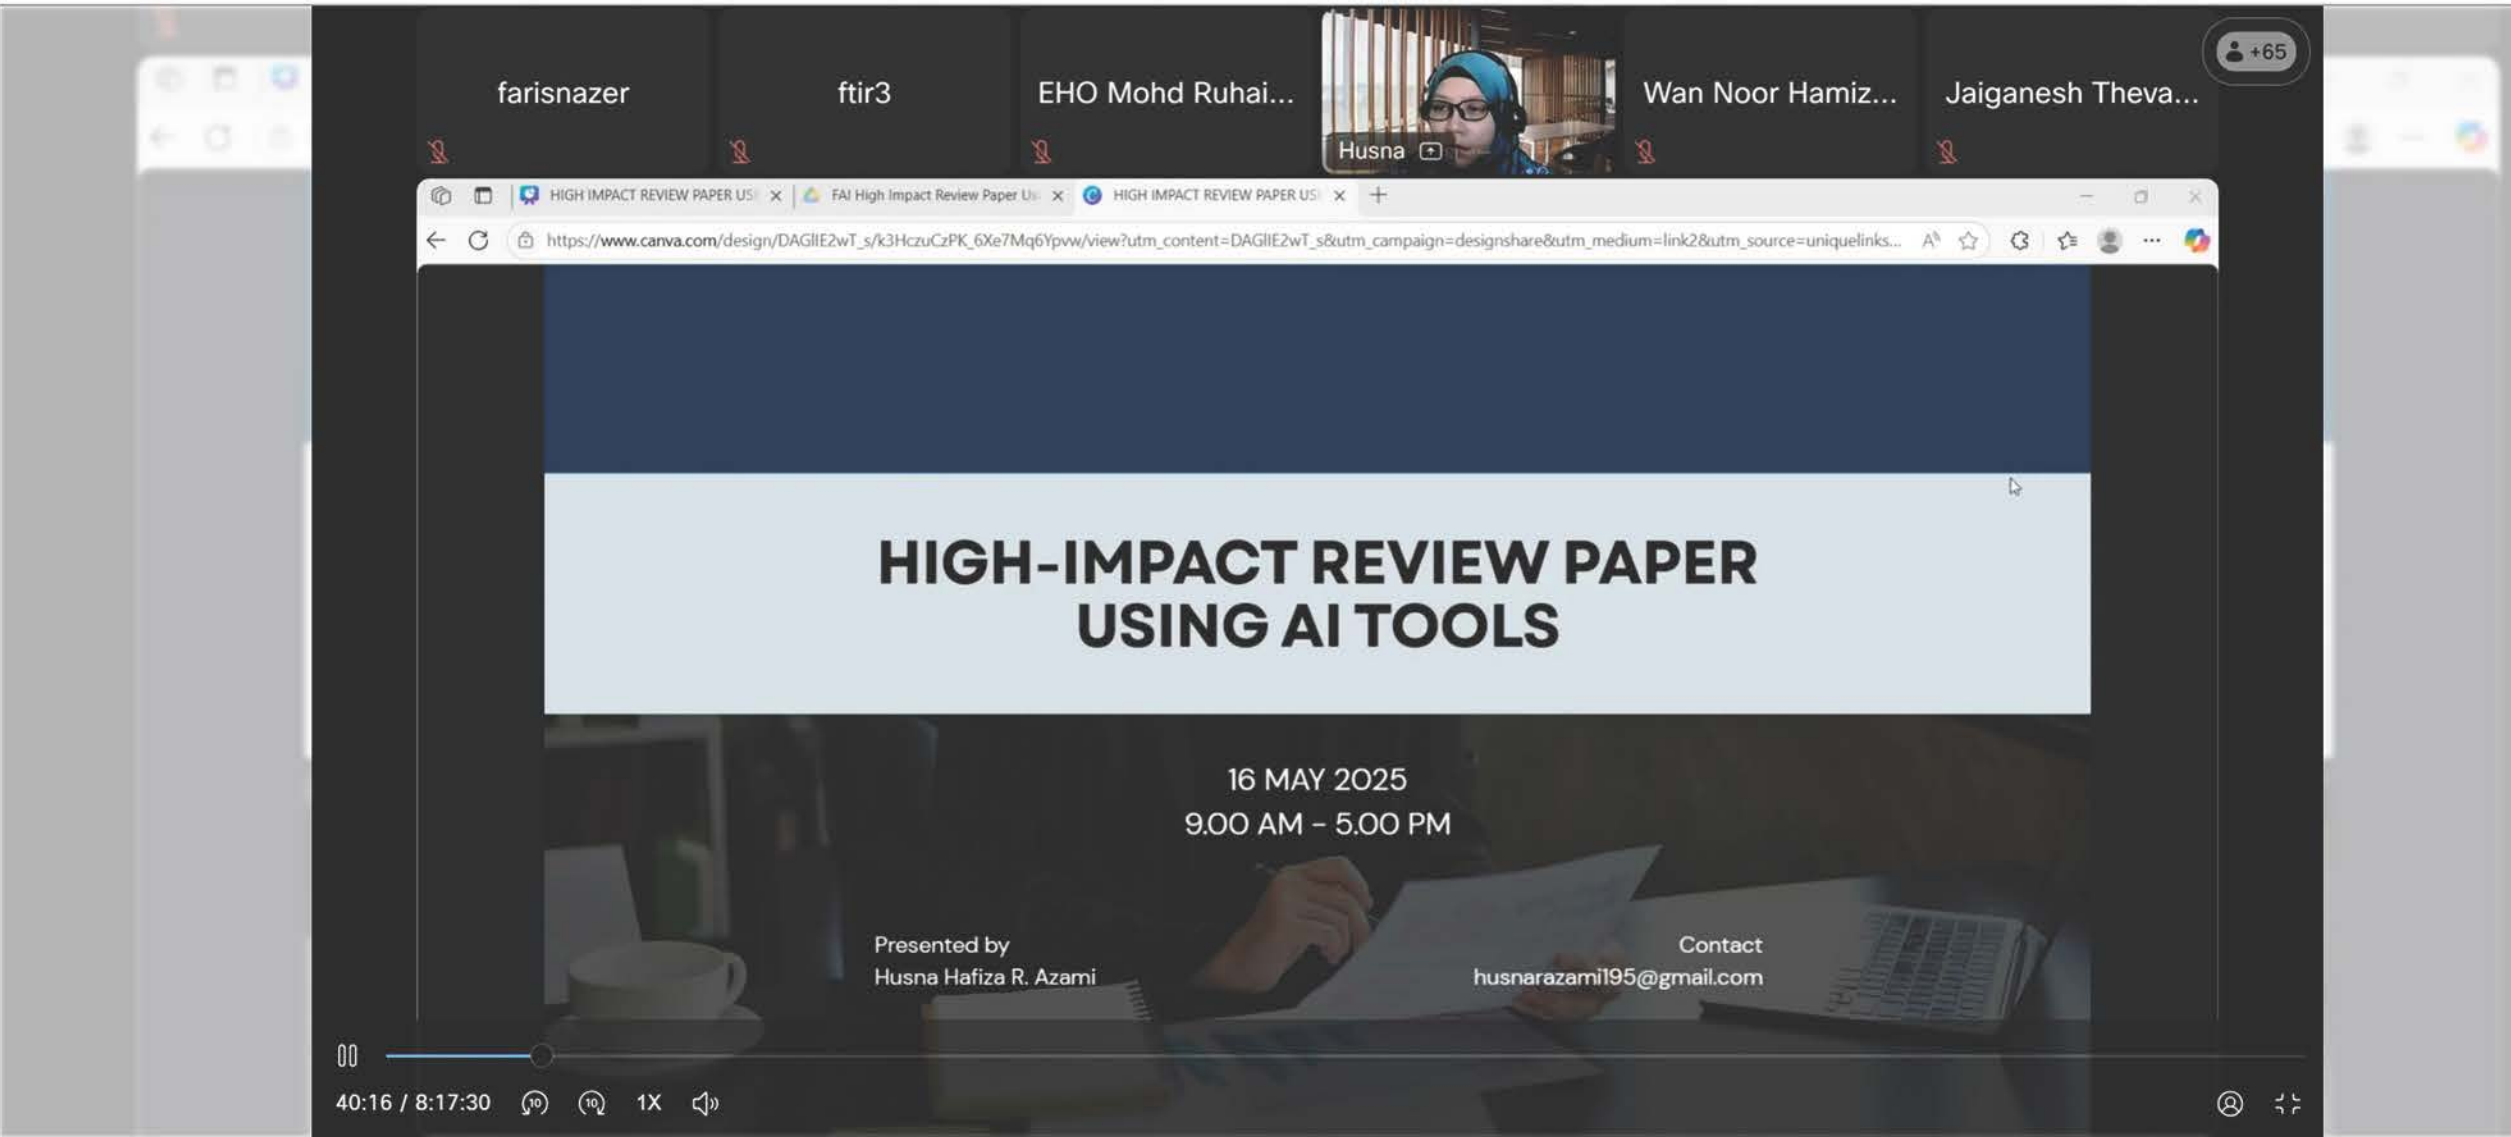 farisnazer
ftir3
EHO Mohd Ruhai...
Husna
Wan Noor Hamiz...
Jaiganesh Theva...
+65
HIGH IMPACT REVIEW PAPER US
FAI High Impact Review Paper Us
HIGH IMPACT REVIEW PAPER US
https://www.canva.com/design/DAGlIE2wT_s/k3HczuCzPK_6Xe7Mq6Ypvw/view?utm_content=DAGlIE2wT_s&utm_campaign=designshare&utm_medium=link2&utm_source=uniquelinks...
HIGH-IMPACT REVIEW PAPER
USING AI TOOLS
16 MAY 2025
9.00 AM – 5.00 PM
Presented by
Husna Hafiza R. Azami
Contact
husnarazami195@gmail.com
40:16 / 8:17:30
10
10
1X